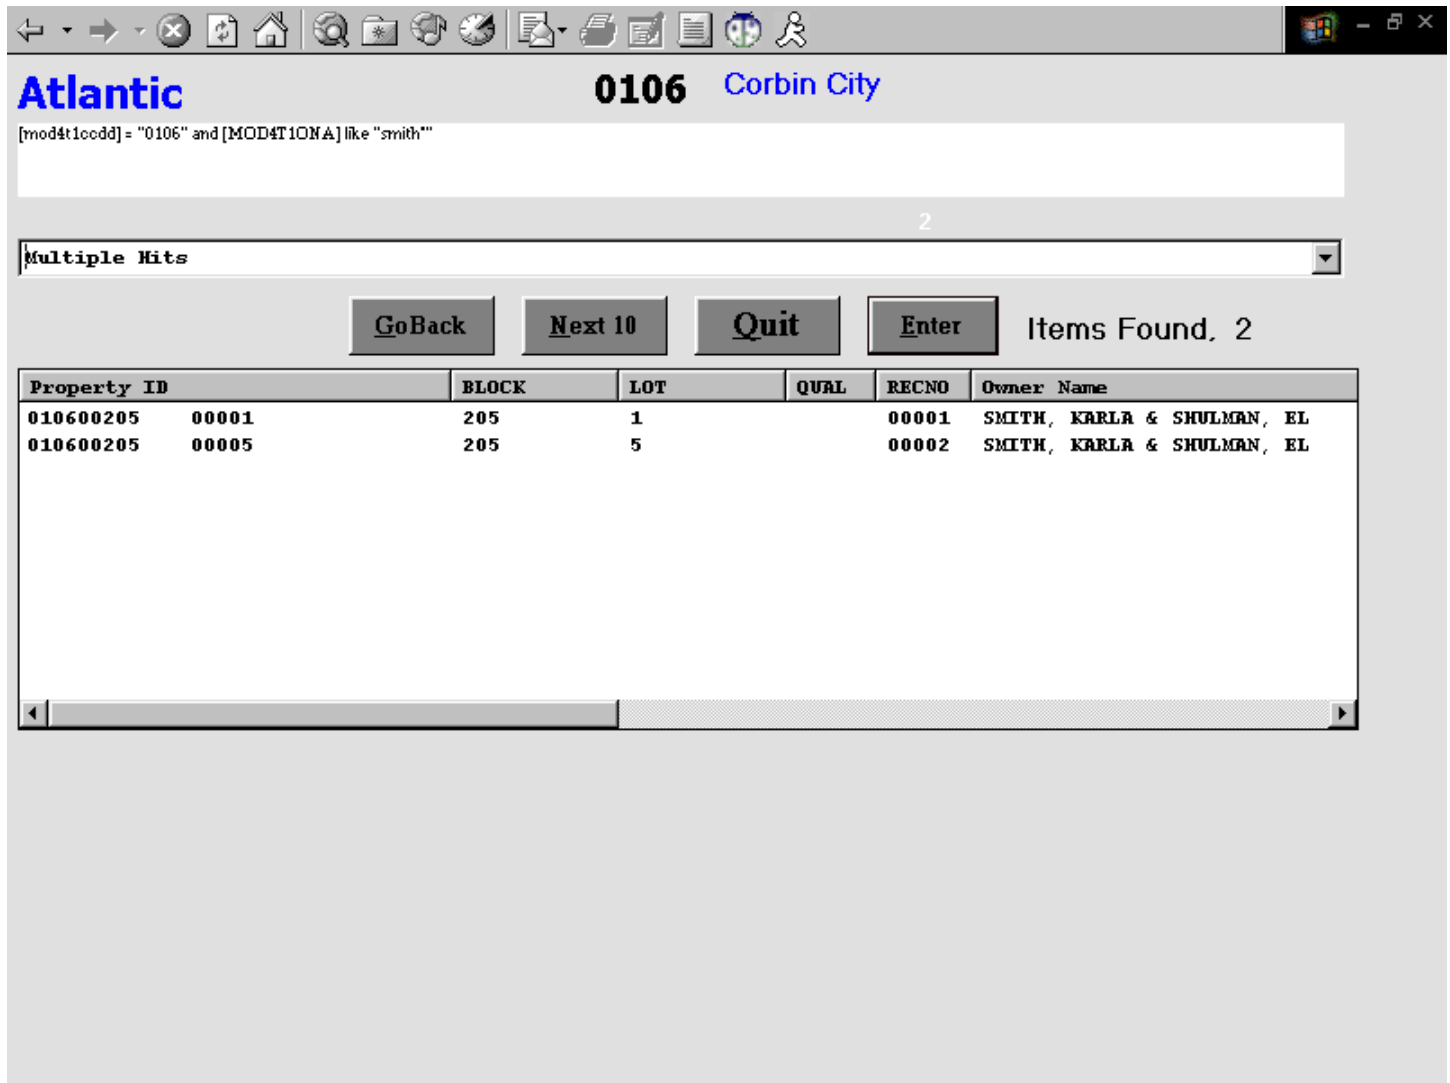 Atlantic 0106 Corbin City
[mod4t1ccdd] = "0106" and [MOD4T1ONA] like "smith*"
2
Multiple Hits
GoBack Next 10 Quit Enter Items Found, 2
Property ID BLOCK LOT QUAL RECNO Owner Name
010600205 00001 205 1 00001 SMITH, KARLA & SHULMAN, EL
010600205 00005 205 5 00002 SMITH, KARLA & SHULMAN, EL